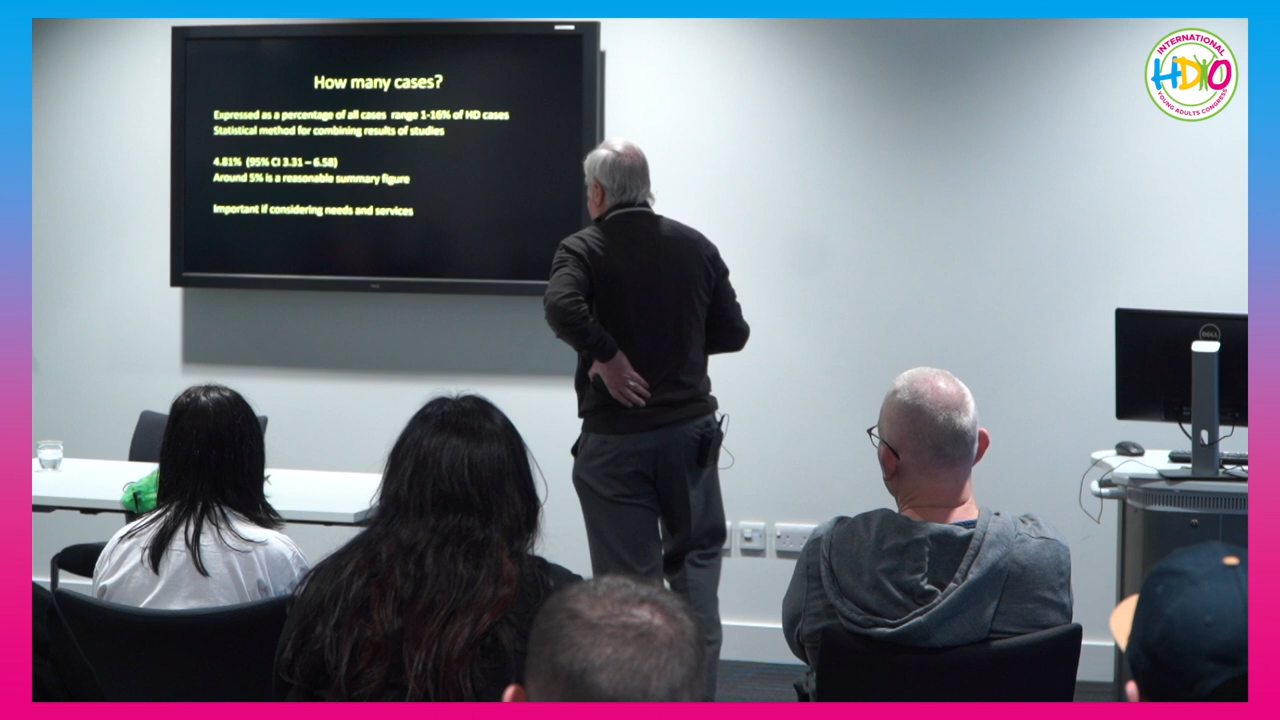 How many cases?
Expressed as a percentage of all cases range 1-16% of HD cases
Statistical method for combining results of studies
4.81% (95% CI 3.31 – 6.58)
Around 5% is a reasonable summary figure
Important if considering needs and services
INTERNATIONAL
HDYO
YOUNG ADULTS CONGRESS
DELL